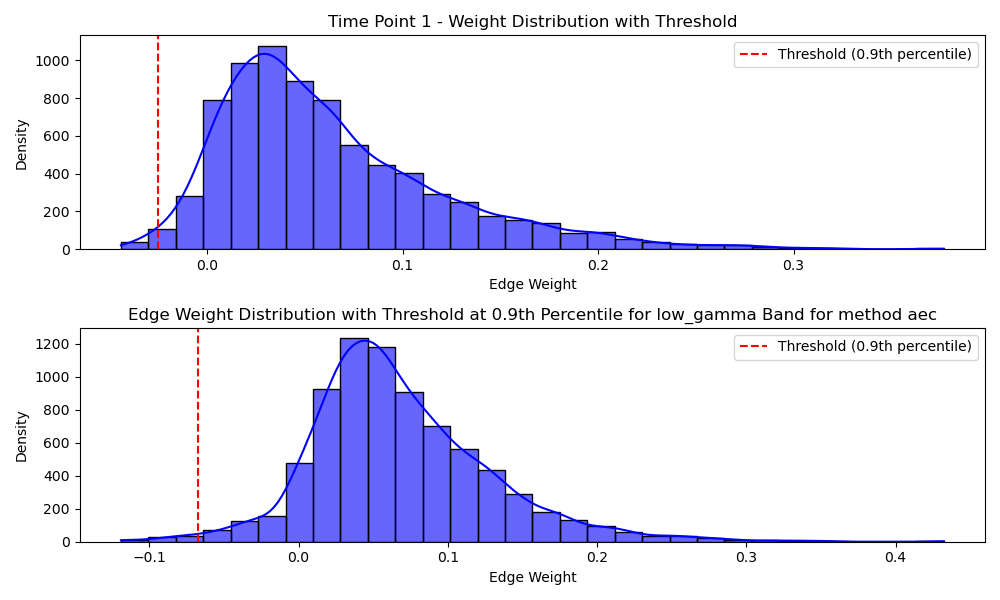 Time Point 1 - Weight Distribution with Threshold
Threshold (0.9th percentile)
Density
1000
800
600
400
200
0
0.0 0.1 0.2 0.3
Edge Weight
Edge Weight Distribution with Threshold at 0.9th Percentile for low_gamma Band for method aec
Threshold (0.9th percentile)
Density
1200
1000
800
600
400
200
0
−0.1 0.0 0.1 0.2 0.3 0.4
Edge Weight